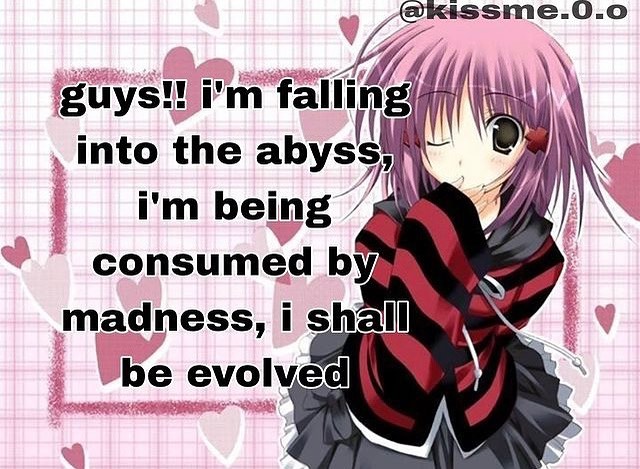 @kissme.0.o
guys!! i'm falling
into the abyss,
i'm being
consumed by
madness, i shall
be evolved